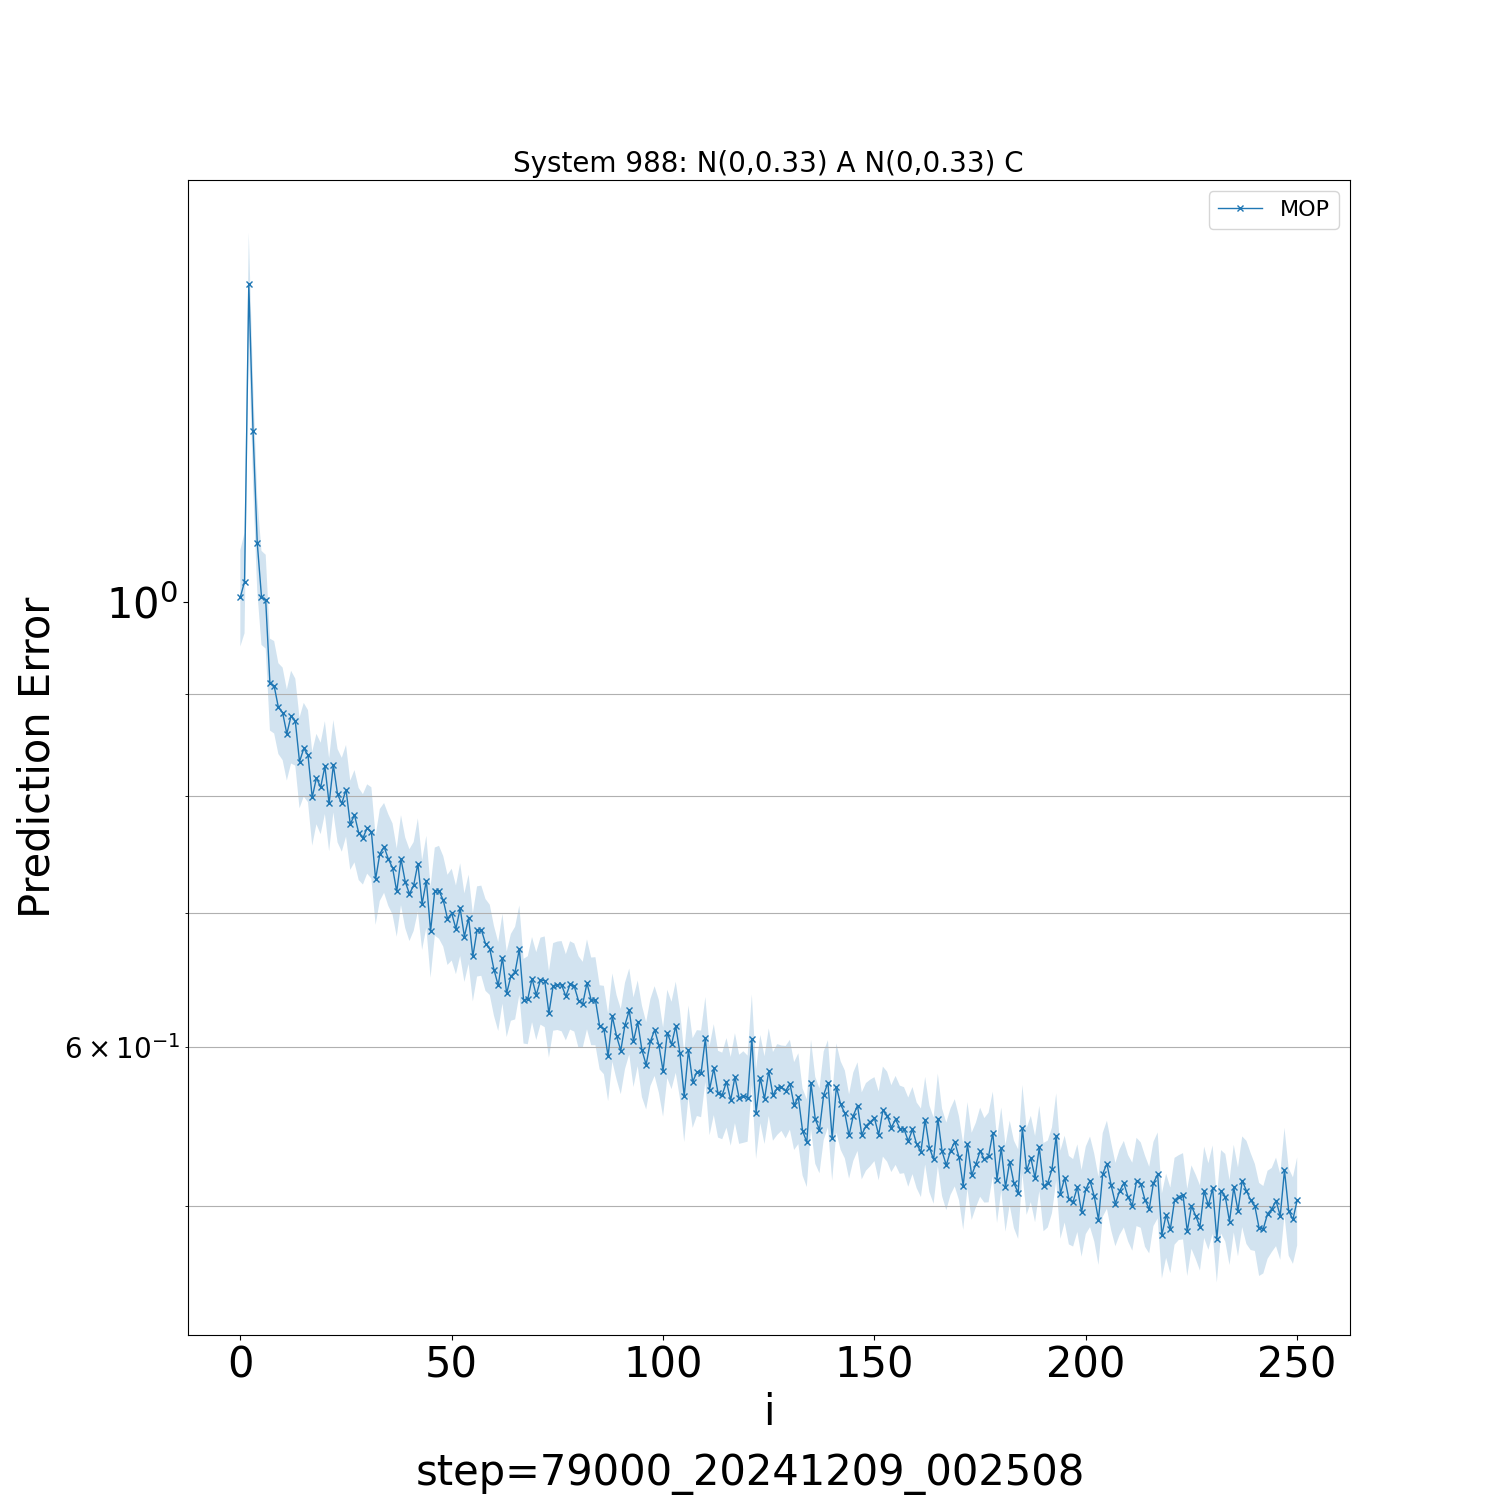 System 988: N(0,0.33) A N(0,0.33) C
MOP
Prediction Error
10⁰
6 × 10⁻¹
0 50 100 150 200 250
i
step=79000_20241209_002508